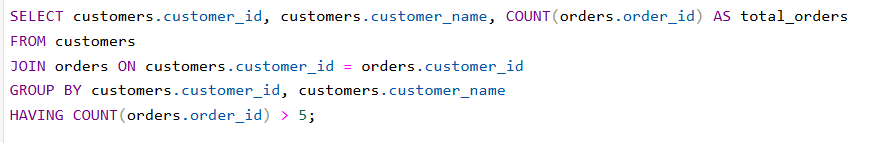 SELECT customers.customer_id, customers.customer_name, COUNT(orders.order_id) AS total_orders
FROM customers
JOIN orders ON customers.customer_id = orders.customer_id
GROUP BY customers.customer_id, customers.customer_name
HAVING COUNT(orders.order_id) > 5;